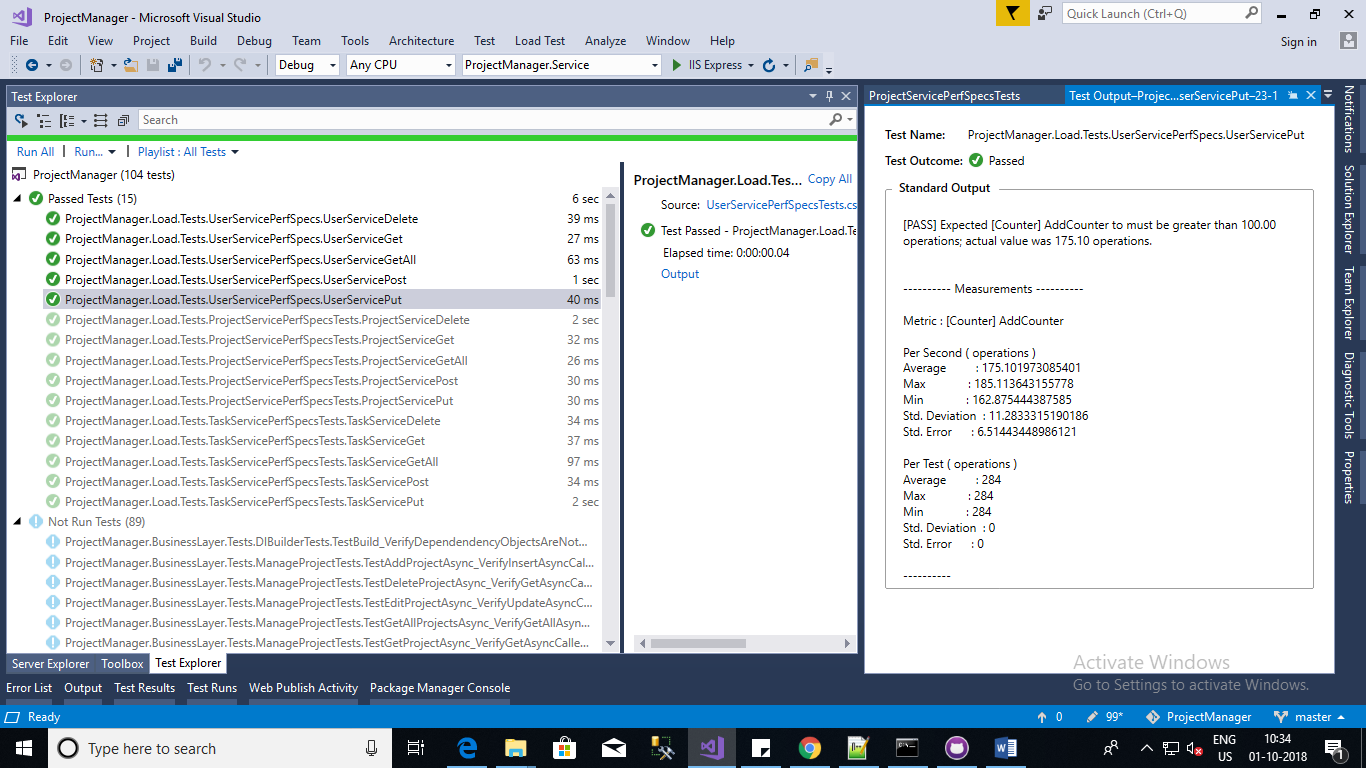 ProjectManager - Microsoft Visual Studio
Quick Launch (Ctrl+Q)
File Edit View Project Build Debug Team Tools Architecture Test Load Test Analyze Window Help
Sign in
Debug Any CPU ProjectManager.Service IIS Express
Test Explorer
Search
Run All | Run... | Playlist : All Tests
ProjectManager (104 tests)
Passed Tests (15) 6 sec
ProjectManager.Load.Tests.UserServicePerfSpecs.UserServiceDelete 39 ms
ProjectManager.Load.Tests.UserServicePerfSpecs.UserServiceGet 27 ms
ProjectManager.Load.Tests.UserServicePerfSpecs.UserServiceGetAll 63 ms
ProjectManager.Load.Tests.UserServicePerfSpecs.UserServicePost 1 sec
ProjectManager.Load.Tests.UserServicePerfSpecs.UserServicePut 40 ms
ProjectManager.Load.Tests.ProjectServicePerfSpecsTests.ProjectServiceDelete 2 sec
ProjectManager.Load.Tests.ProjectServicePerfSpecsTests.ProjectServiceGet 32 ms
ProjectManager.Load.Tests.ProjectServicePerfSpecsTests.ProjectServiceGetAll 26 ms
ProjectManager.Load.Tests.ProjectServicePerfSpecsTests.ProjectServicePost 30 ms
ProjectManager.Load.Tests.ProjectServicePerfSpecsTests.ProjectServicePut 30 ms
ProjectManager.Load.Tests.TaskServicePerfSpecsTests.TaskServiceDelete 34 ms
ProjectManager.Load.Tests.TaskServicePerfSpecsTests.TaskServiceGet 37 ms
ProjectManager.Load.Tests.TaskServicePerfSpecsTests.TaskServiceGetAll 97 ms
ProjectManager.Load.Tests.TaskServicePerfSpecsTests.TaskServicePost 34 ms
ProjectManager.Load.Tests.TaskServicePerfSpecsTests.TaskServicePut 2 sec
Not Run Tests (89)
ProjectManager.BusinessLayer.Tests.DIBuilderTests.TestBuild_VerifyDependendencyObjectsAreNot...
ProjectManager.BusinessLayer.Tests.ManageProjectTests.TestAddProjectAsync_VerifyInsertAsyncCal...
ProjectManager.BusinessLayer.Tests.ManageProjectTests.TestDeleteProjectAsync_VerifyGetAsyncCa...
ProjectManager.BusinessLayer.Tests.ManageProjectTests.TestEditProjectAsync_VerifyUpdateAsyncC...
ProjectManager.BusinessLayer.Tests.ManageProjectTests.TestGetAllProjectsAsync_VerifyGetAllAsyn...
ProjectManager.BusinessLayer.Tests.ManageProjectTests.TestGetProjectAsync_VerifyGetAsyncCalle...
ProjectManager.Load.Tes... Copy All
Source: UserServicePerfSpecsTests.cs
Test Passed - ProjectManager.Load.Te
Elapsed time: 0:00:00.04
Output
ProjectServicePerfSpecsTests
Test Output–Projec...serServicePut–23-1
Test Name: ProjectManager.Load.Tests.UserServicePerfSpecs.UserServicePut
Test Outcome: Passed
Standard Output
[PASS] Expected [Counter] AddCounter to must be greater than 100.00
operations; actual value was 175.10 operations.
---------- Measurements ----------
Metric : [Counter] AddCounter
Per Second ( operations )
Average : 175.101973085401
Max : 185.113643155778
Min : 162.875444387585
Std. Deviation : 11.2833315190186
Std. Error : 6.51443448986121
Per Test ( operations )
Average : 284
Max : 284
Min : 284
Std. Deviation : 0
Std. Error : 0
----------
Notifications
Solution Explorer
Team Explorer
Diagnostic Tools
Properties
Activate Windows
Go to Settings to activate Windows.
Server Explorer Toolbox Test Explorer
Error List Output Test Results Test Runs Web Publish Activity Package Manager Console
Ready 0 99* ProjectManager master
Type here to search
ENG
US
10:34
01-10-2018
1